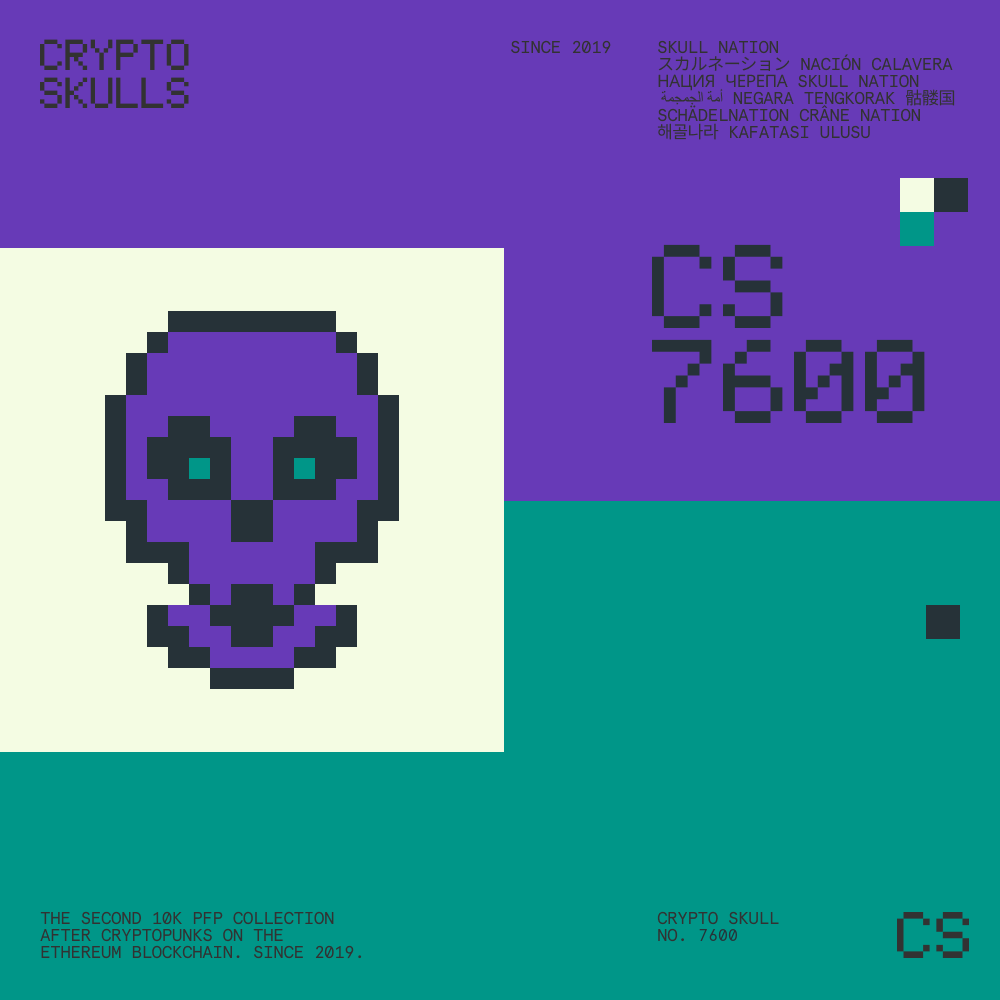 CRYPTO
SKULLS
SINCE 2019
SKULL NATION
スカルネーション NACIÓN CALAVERA
НАЦИЯ ЧЕРЕПА SKULL NATION
أمة الجمجمة NEGARA TENGKORAK 骷髅国
SCHÄDELNATION CRÂNE NATION
해골나라 KAFATASI ULUSU
CS
7600
THE SECOND 10K PFP COLLECTION
AFTER CRYPTOPUNKS ON THE
ETHEREUM BLOCKCHAIN. SINCE 2019.
CRYPTO SKULL
NO. 7600
CS